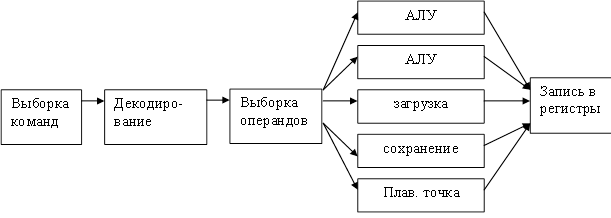 Выборка
команд
Декодиро-
вание
Выборка
операндов
АЛУ
АЛУ
загрузка
сохранение
Плав. точка
Запись в
регистры